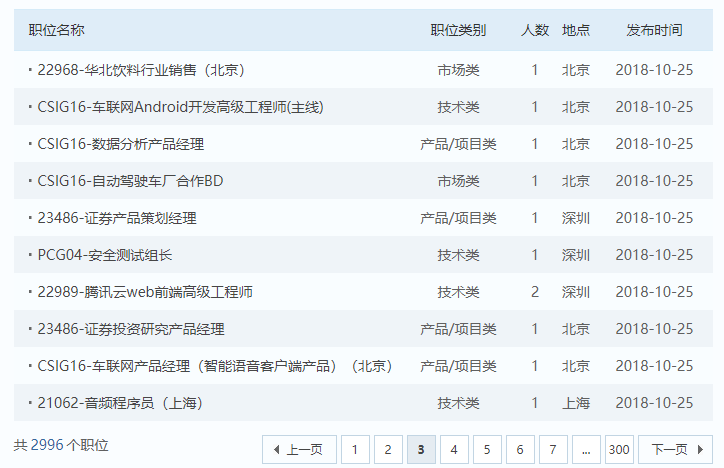 职位名称 职位类别 人数 地点 发布时间
22968-华北饮料行业销售（北京） 市场类 1 北京 2018-10-25
CSIG16-车联网Android开发高级工程师(主线) 技术类 1 北京 2018-10-25
CSIG16-数据分析产品经理 产品/项目类 1 北京 2018-10-25
CSIG16-自动驾驶车厂合作BD 市场类 1 北京 2018-10-25
23486-证券产品策划经理 产品/项目类 1 深圳 2018-10-25
PCG04-安全测试组长 技术类 1 深圳 2018-10-25
22989-腾讯云web前端高级工程师 技术类 2 深圳 2018-10-25
23486-证券投资研究产品经理 产品/项目类 1 北京 2018-10-25
CSIG16-车联网产品经理（智能语音客户端产品）（北京） 产品/项目类 1 北京 2018-10-25
21062-音频程序员（上海） 技术类 1 上海 2018-10-25
共2996个职位 上一页 1 2 3 4 5 6 7 ... 300 下一页